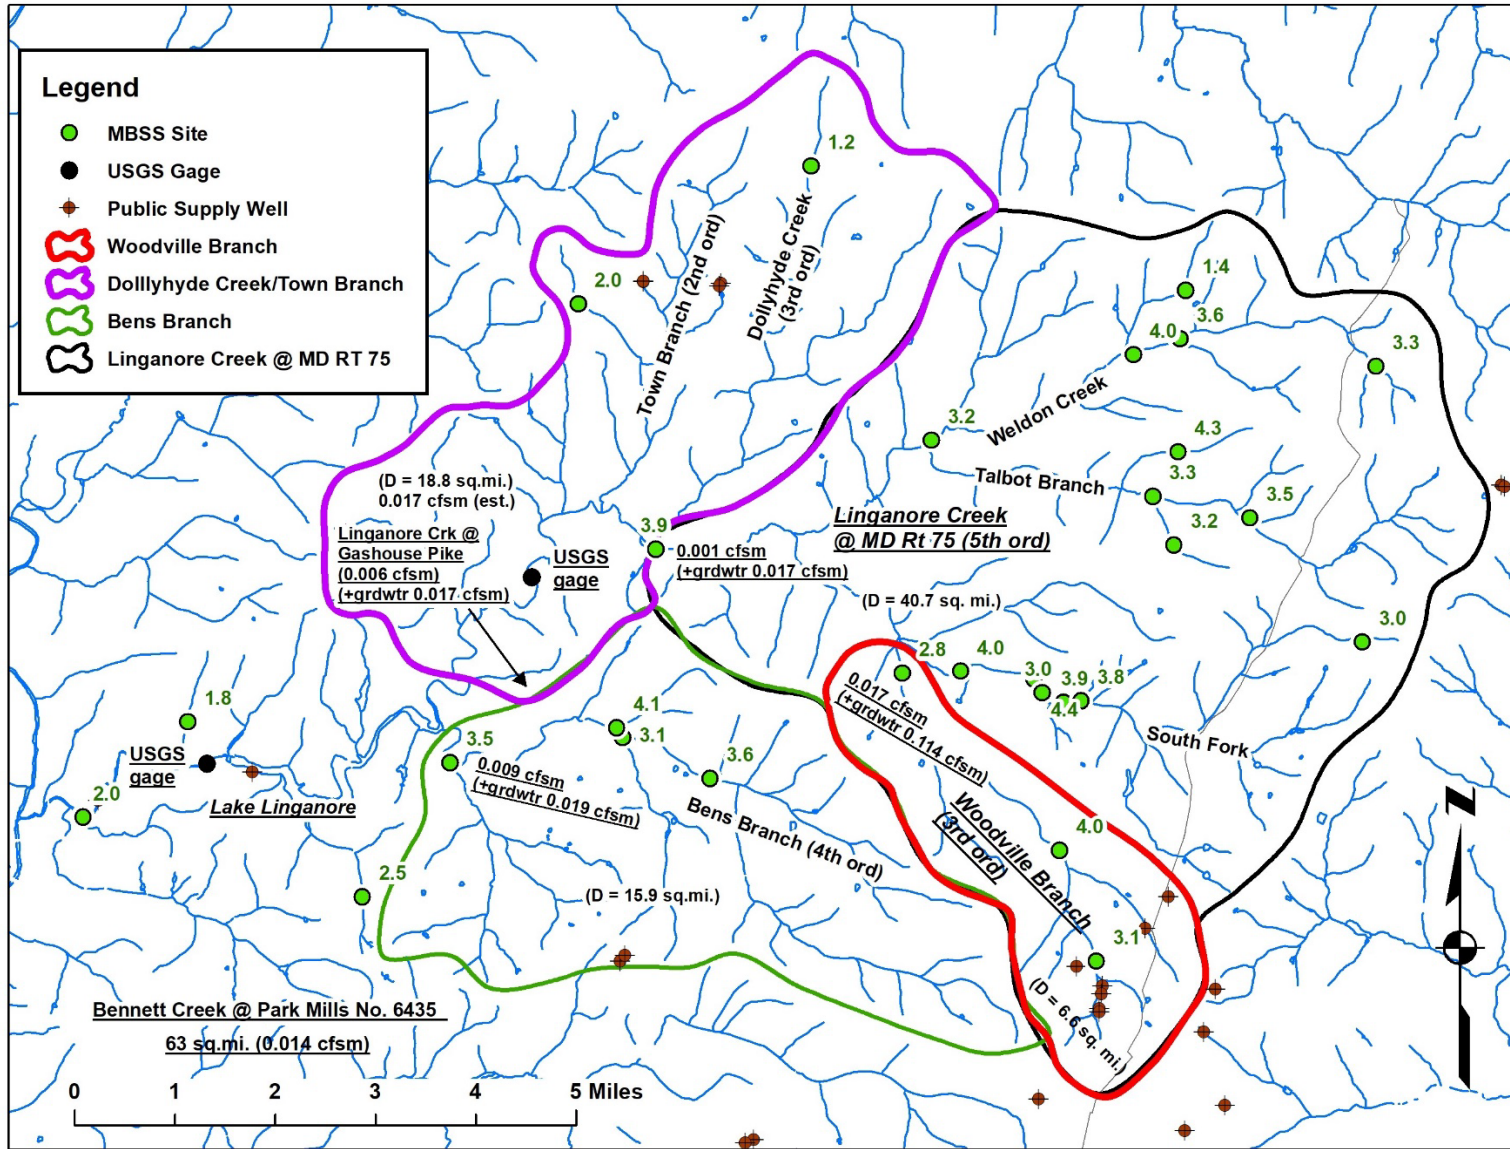 Legend
MBSS Site
USGS Gage
Public Supply Well
Woodville Branch
Dolllyhyde Creek/Town Branch
Bens Branch
Linganore Creek @ MD RT 75
1.2
2.0
Town Branch (2nd ord)
Dollyhyde Creek
(3rd ord)
1.4
3.6
4.0
3.3
3.2
Weldon Creek
4.3
3.3
Talbot Branch
3.5
3.2
(D = 18.8 sq.mi.)
0.017 cfsm (est.)
Linganore Crk @
Gashouse Pike
(0.006 cfsm)
(+grdwtr 0.017 cfsm)
USGS
gage
3.9
0.001 cfsm
(+grdwtr 0.017 cfsm)
Linganore Creek
@ MD Rt 75 (5th ord)
(D = 40.7 sq. mi.)
3.0
2.8
4.0
3.0
3.9
3.8
4.4
0.017 cfsm
(+grdwtr 0.114 cfsm)
South Fork
1.8
USGS
gage
2.0
Lake Linganore
3.5
0.009 cfsm
(+grdwtr 0.019 cfsm)
4.1
3.1
3.6
Bens Branch (4th ord)
Woodville Branch
(3rd ord)
4.0
2.5
(D = 15.9 sq.mi.)
3.1
(D = 6.6 sq. mi.)
Bennett Creek @ Park Mills No. 6435
63 sq.mi. (0.014 cfsm)
0 1 2 3 4 5 Miles
N